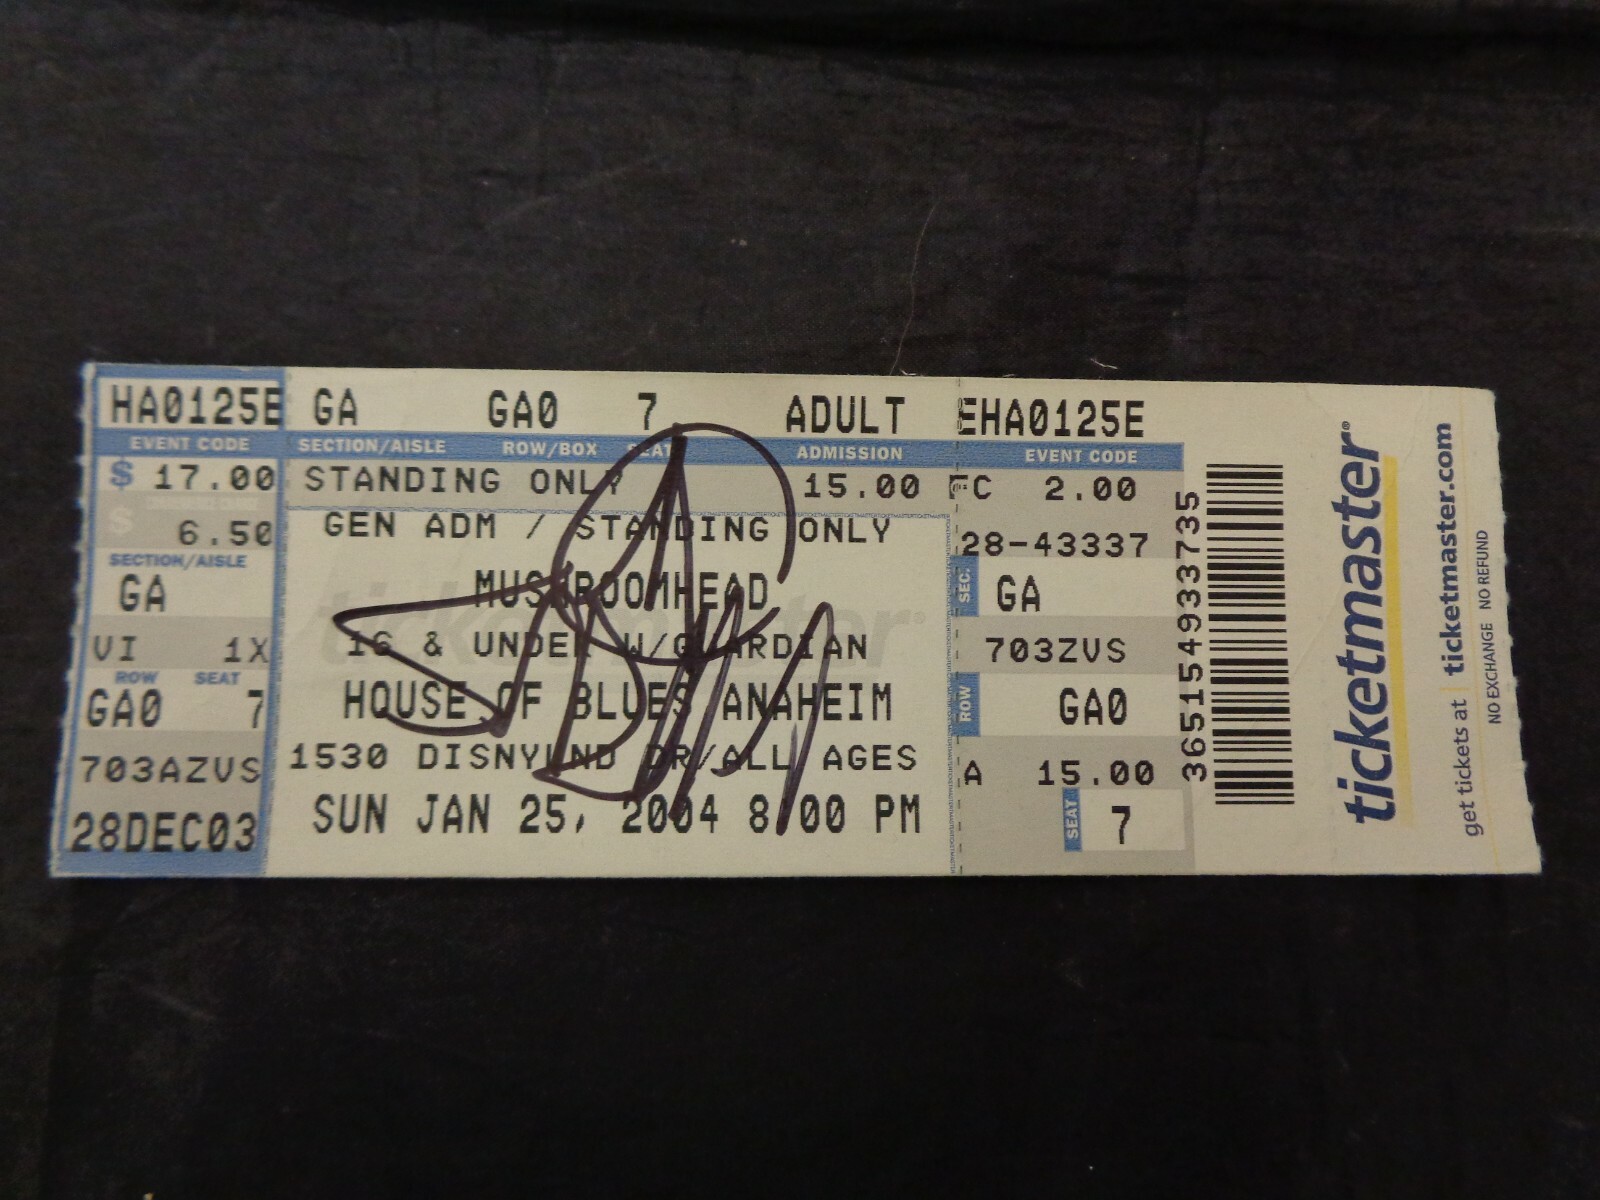 HA0125E GA GA0 7 ADULT EHA0125E
EVENT CODE SECTION/AISLE ROW/BOX SEAT ADMISSION EVENT CODE
$ 17.00 STANDING ONLY 15.00 FC 2.00
$ 6.50 GEN ADM / STANDING ONLY 28-43337
SECTION/AISLE
GA MUSHROOMHEAD SEC. GA
VI 1X 16 & UNDER W/GUARDIAN 703ZVS
ROW SEAT
GA0 7 HOUSE OF BLUES ANAHEIM ROW GA0
703AZVS 1530 DISNYLND DR/ALL AGES A 15.00
28DEC03 SUN JAN 25, 2004 8:00 PM SEAT 7
365154933735
ticketmaster®
get tickets at ticketmaster.com
NO EXCHANGE NO REFUND
ticketmaster®